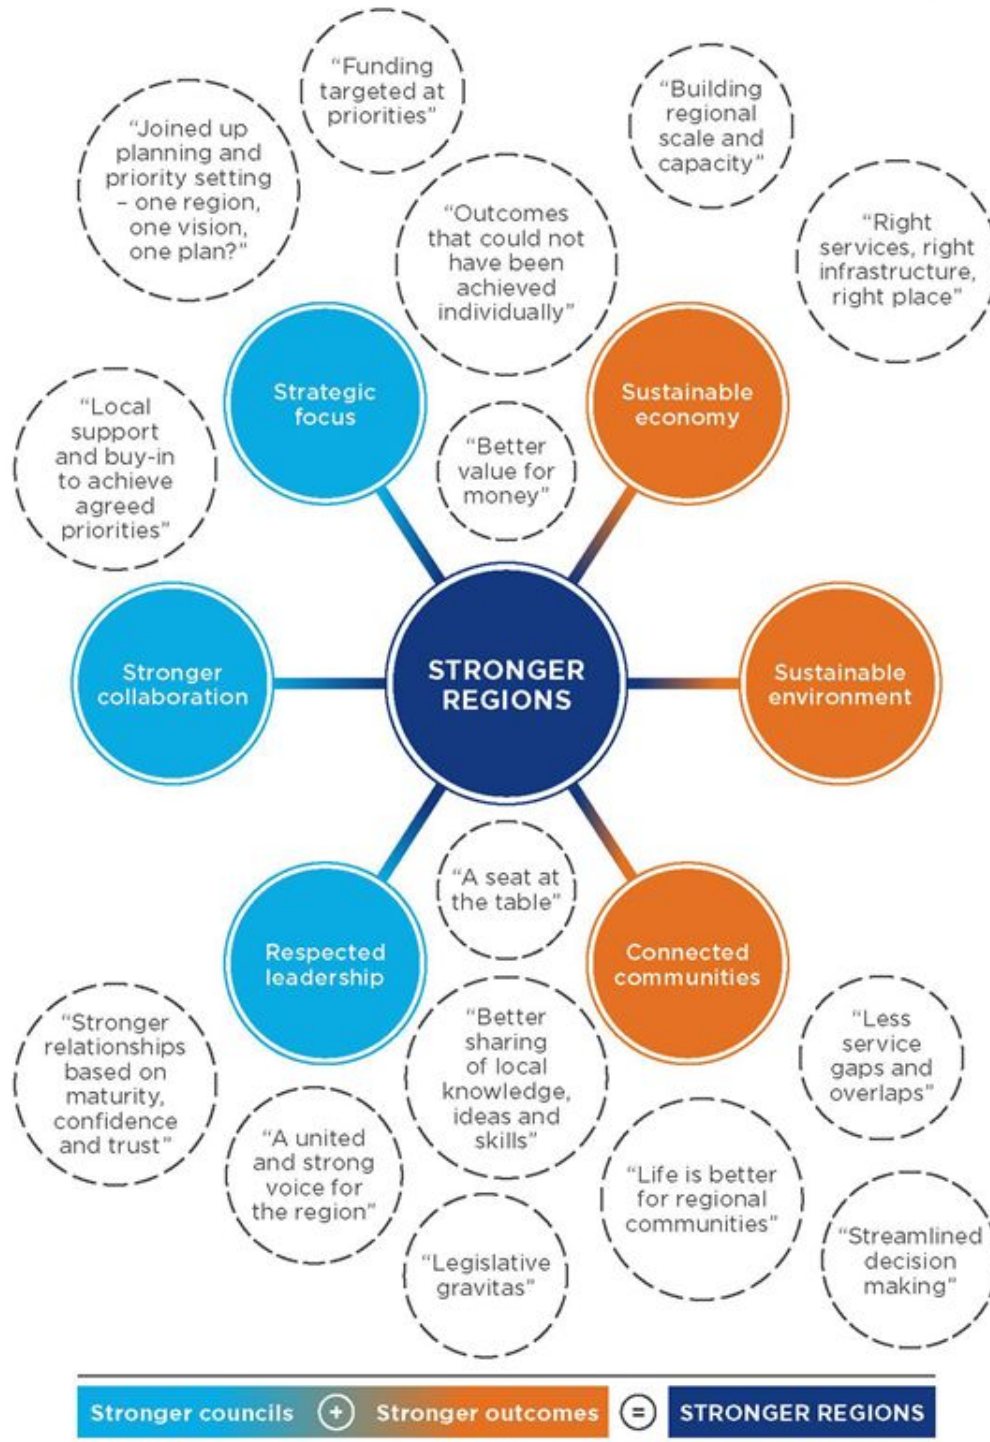 “Funding
targeted at
priorities”
“Building
regional
scale and
capacity”
“Joined up
planning and
priority setting
– one region,
one vision,
one plan?”
“Outcomes
that could not
have been
achieved
individually”
“Right
services, right
infrastructure,
right place”
Strategic
focus
Sustainable
economy
“Local
support
and buy-in
to achieve
agreed
priorities”
“Better
value for
money”
Stronger
collaboration
STRONGER
REGIONS
Sustainable
environment
“A seat at
the table”
Respected
leadership
Connected
communities
“Stronger
relationships
based on
maturity,
confidence
and trust”
“Better
sharing
of local
knowledge,
ideas and
skills”
“Less
service
gaps and
overlaps”
“A united
and strong
voice for
the region”
“Life is better
for regional
communities”
“Legislative
gravitas”
“Streamlined
decision
making”
Stronger councils + Stronger outcomes = STRONGER REGIONS